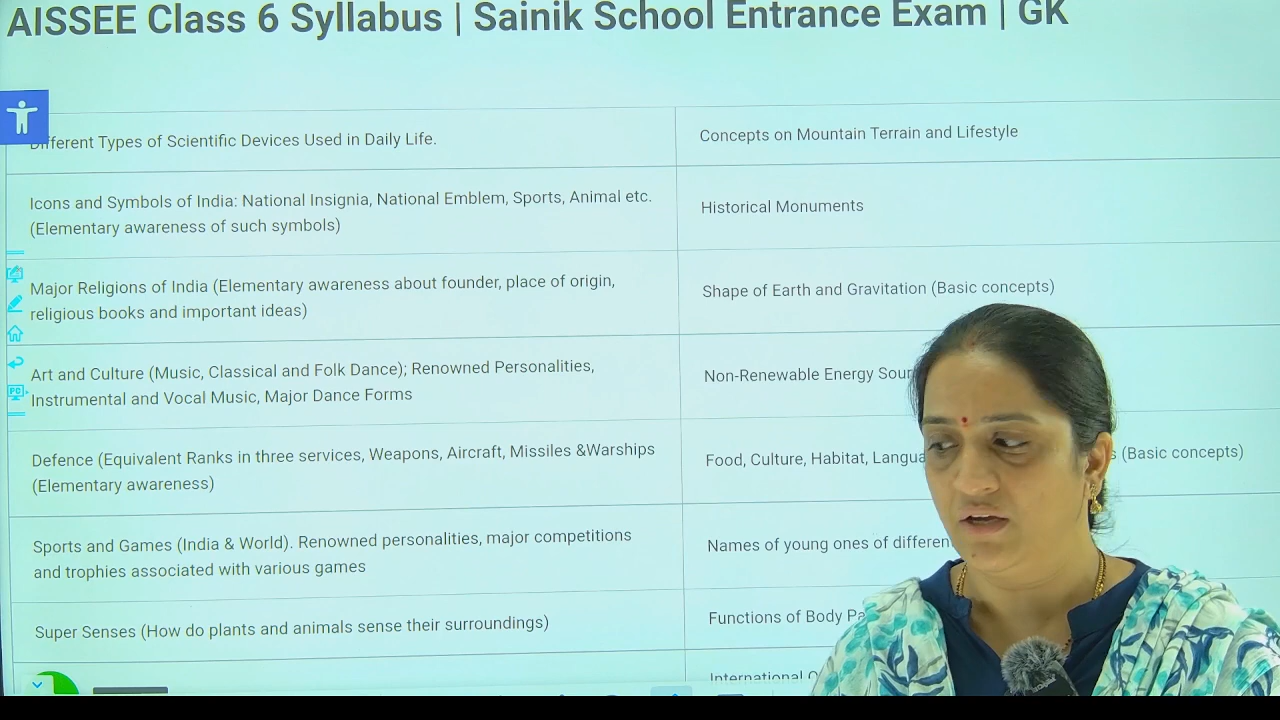 AISSEE Class 6 Syllabus | Sainik School Entrance Exam | GK
Different Types of Scientific Devices Used in Daily Life.
Concepts on Mountain Terrain and Lifestyle
Icons and Symbols of India: National Insignia, National Emblem, Sports, Animal etc.
(Elementary awareness of such symbols)
Historical Monuments
Major Religions of India (Elementary awareness about founder, place of origin,
religious books and important ideas)
Shape of Earth and Gravitation (Basic concepts)
Art and Culture (Music, Classical and Folk Dance); Renowned Personalities,
Instrumental and Vocal Music, Major Dance Forms
Non-Renewable Energy
Defence (Equivalent Ranks in three services, Weapons, Aircraft, Missiles &Warships
(Elementary awareness)
Food, Culture, Habitat, (Basic concepts)
Sports and Games (India & World). Renowned personalities, major competitions
and trophies associated with various games
Names of young ones of
Super Senses (How do plants and animals sense their surroundings)
Functions of Body
International
PC